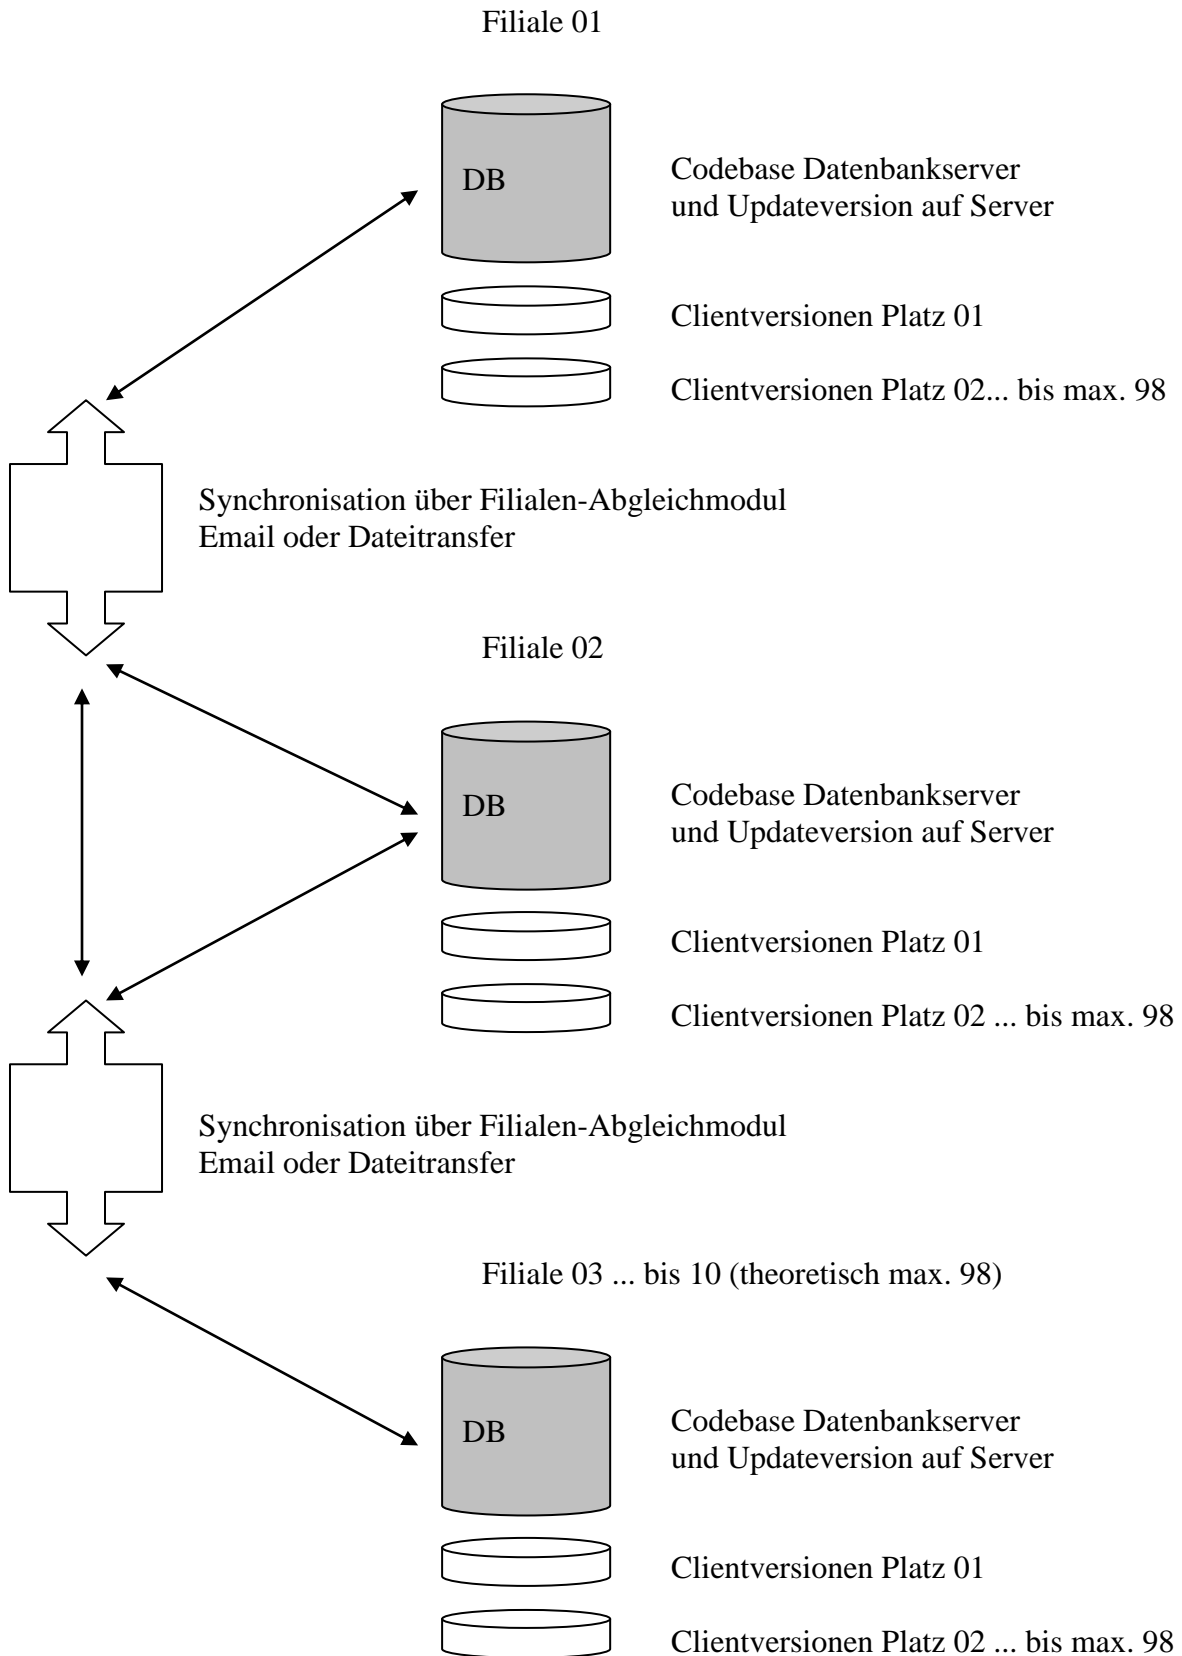 Filiale 01
DB
Codebase Datenbankserver
und Updateversion auf Server
Clientversionen Platz 01
Clientversionen Platz 02... bis max. 98
Synchronisation über Filialen-Abgleichmodul
Email oder Dateitransfer
Filiale 02
DB
Codebase Datenbankserver
und Updateversion auf Server
Clientversionen Platz 01
Clientversionen Platz 02 ... bis max. 98
Synchronisation über Filialen-Abgleichmodul
Email oder Dateitransfer
Filiale 03 ... bis 10 (theoretisch max. 98)
DB
Codebase Datenbankserver
und Updateversion auf Server
Clientversionen Platz 01
Clientversionen Platz 02 ... bis max. 98